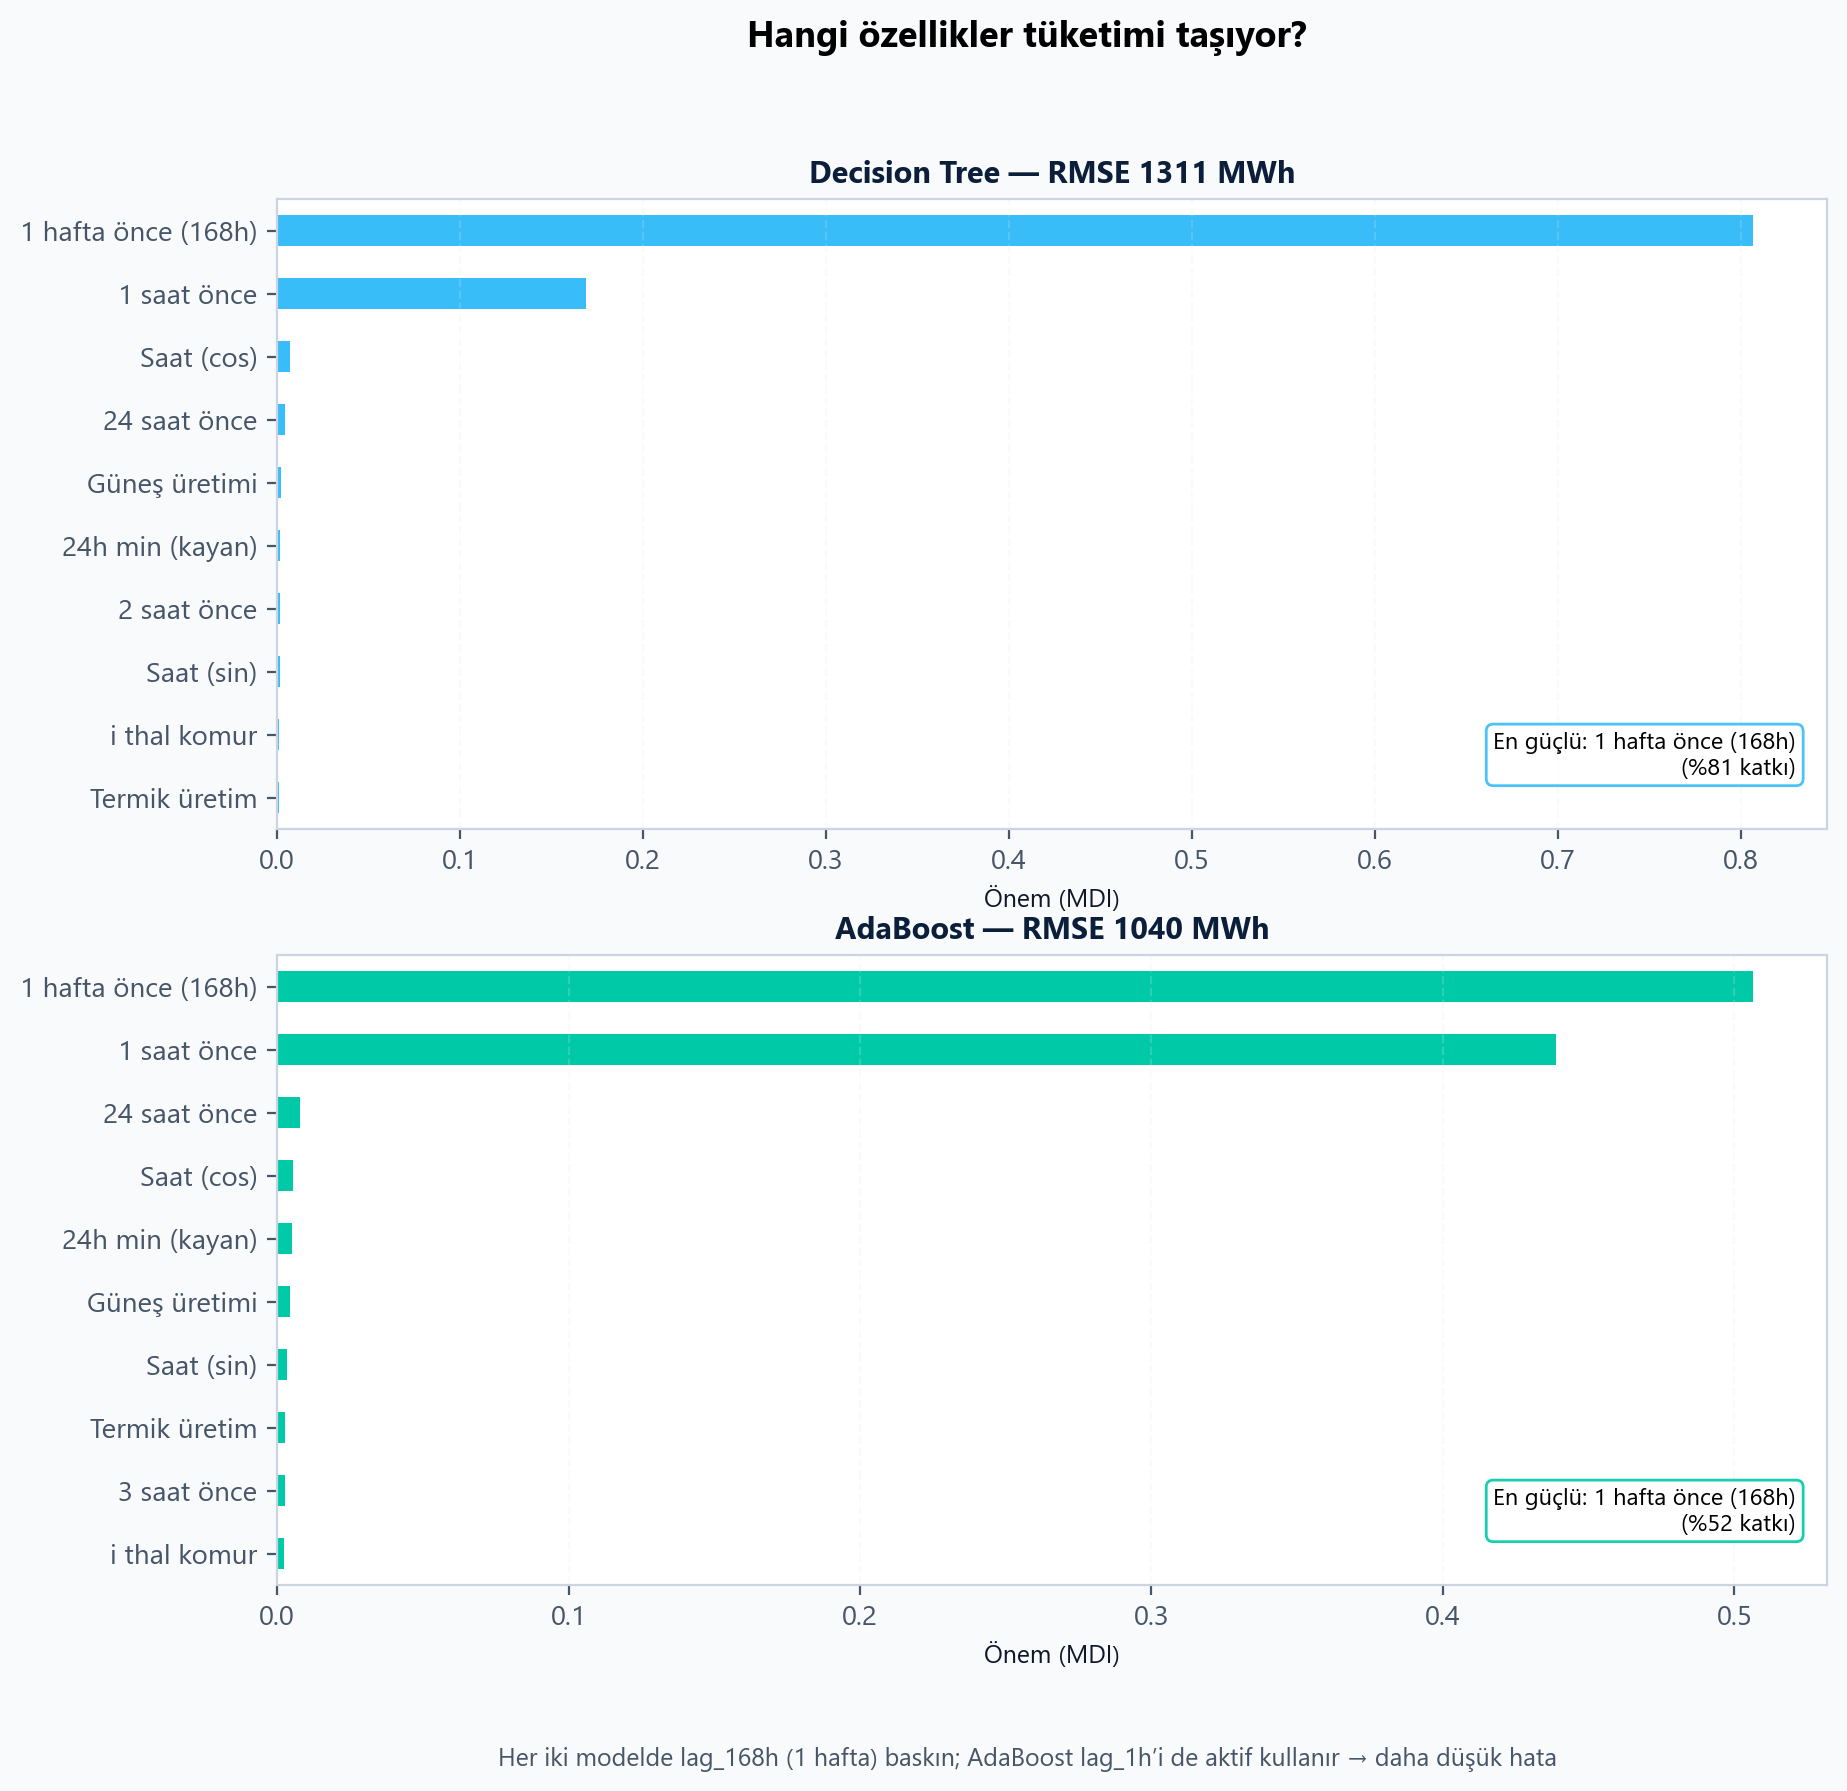 Hangi özellikler tüketimi taşıyor?
Decision Tree — RMSE 1311 MWh
1 hafta önce (168h)
1 saat önce
Saat (cos)
24 saat önce
Güneş üretimi
24h min (kayan)
2 saat önce
Saat (sin)
i thal komur
Termik üretim
En güçlü: 1 hafta önce (168h)
(%81 katkı)
0.0 0.1 0.2 0.3 0.4 0.5 0.6 0.7 0.8
Önem (MDI)
AdaBoost — RMSE 1040 MWh
1 hafta önce (168h)
1 saat önce
24 saat önce
Saat (cos)
24h min (kayan)
Güneş üretimi
Saat (sin)
Termik üretim
3 saat önce
i thal komur
En güçlü: 1 hafta önce (168h)
(%52 katkı)
0.0 0.1 0.2 0.3 0.4 0.5
Önem (MDI)
Her iki modelde lag_168h (1 hafta) baskın; AdaBoost lag_1h’i de aktif kullanır → daha düşük hata